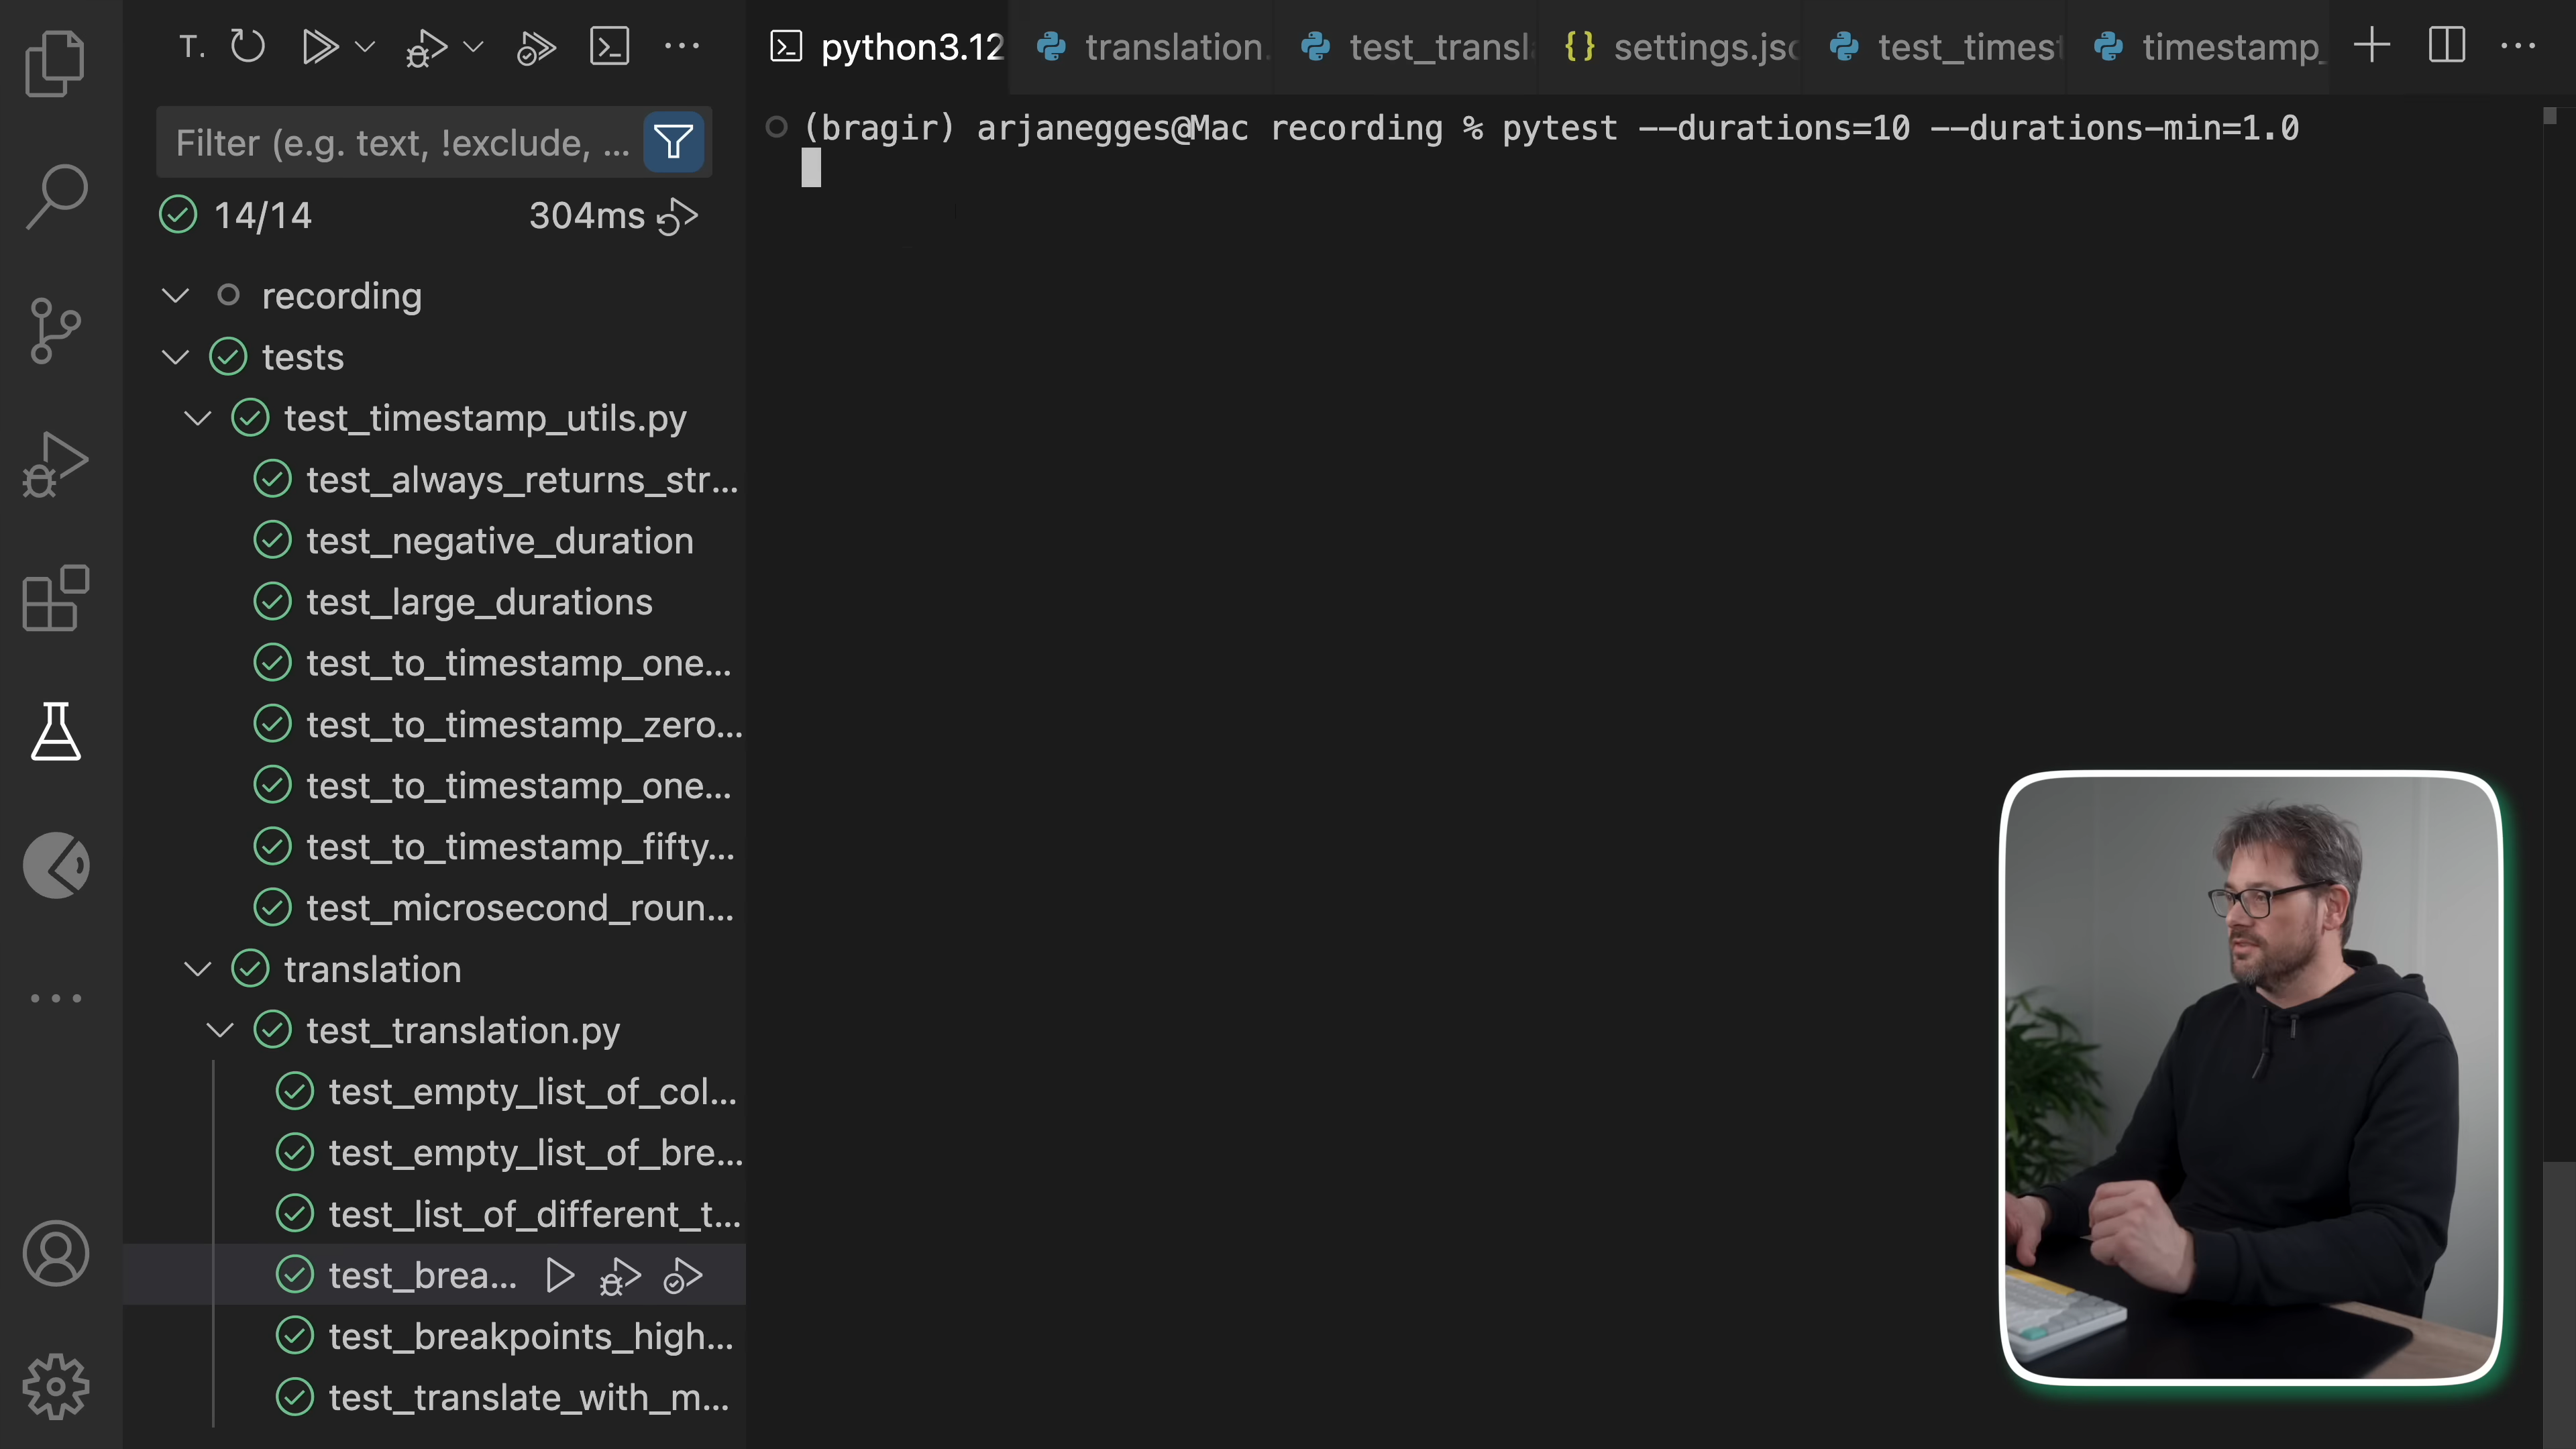 T.
python3.12
translation.
test_transl
settings.jsc
test_timest
timestamp_
Filter (e.g. text, !exclude, ...
14/14
304ms
(bragir) arjanegges@Mac recording % pytest --durations=10 --durations-min=1.0
recording
tests
test_timestamp_utils.py
test_always_returns_str...
test_negative_duration
test_large_durations
test_to_timestamp_one...
test_to_timestamp_zero...
test_to_timestamp_one...
test_to_timestamp_fifty...
test_microsecond_roun...
translation
test_translation.py
test_empty_list_of_col...
test_empty_list_of_bre...
test_list_of_different_t...
test_brea...
test_breakpoints_high...
test_translate_with_m...